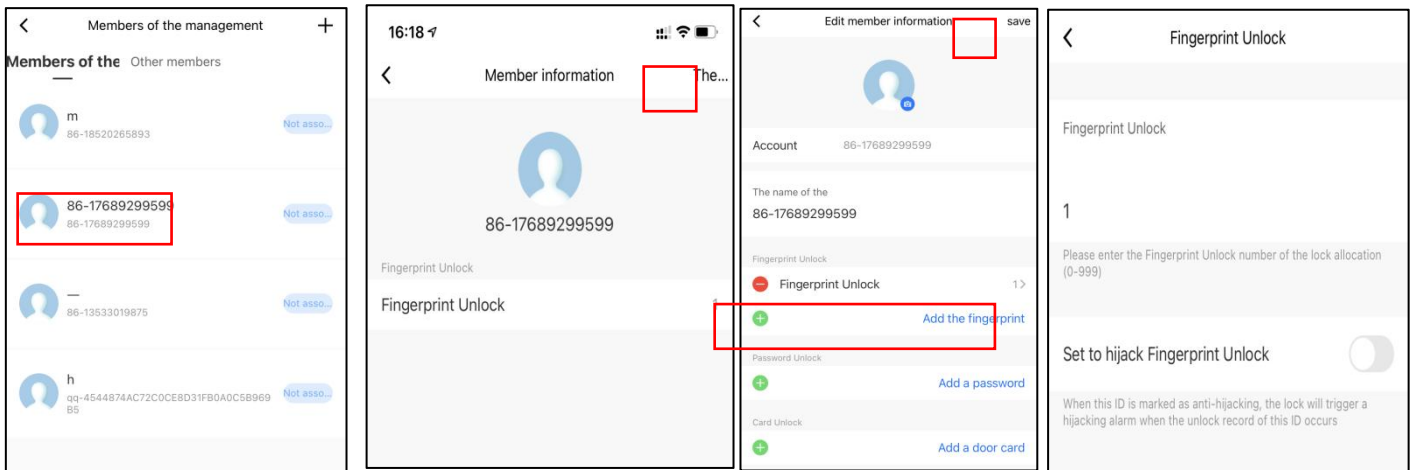 Members of the management
Members of the
Other members
m
86-18520265893
Not asso...
86-17689299599
86-17689299599
Not asso...
—
86-13533019875
Not asso...
h
qq-4544874AC72C0CE8D31FB0A0C5B969
B5
Not asso...
16:18
Member information
The...
86-17689299599
Fingerprint Unlock
Fingerprint Unlock
Edit member information
save
Account
86-17689299599
The name of the
86-17689299599
Fingerprint Unlock
Fingerprint Unlock
1
Add the fingerprint
Password Unlock
Add a password
Card Unlock
Add a door card
Fingerprint Unlock
Fingerprint Unlock
1
Please enter the Fingerprint Unlock number of the lock allocation
(0-999)
Set to hijack Fingerprint Unlock
When this ID is marked as anti-hijacking, the lock will trigger a
hijacking alarm when the unlock record of this ID occurs